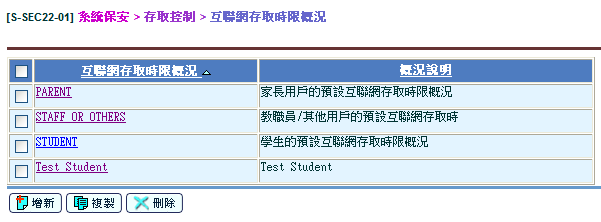 [S-SEC22-01] 系統保安 > 存取控制 > 互聯網存取時限概況
互聯網存取時限概況 概況說明
PARENT 家長用戶的預設互聯網存取時限概況
STAFF OR OTHERS 教職員/其他用戶的預設互聯網存取時
STUDENT 學生的預設互聯網存取時限概況
Test Student Test Student
增新 複製 刪除